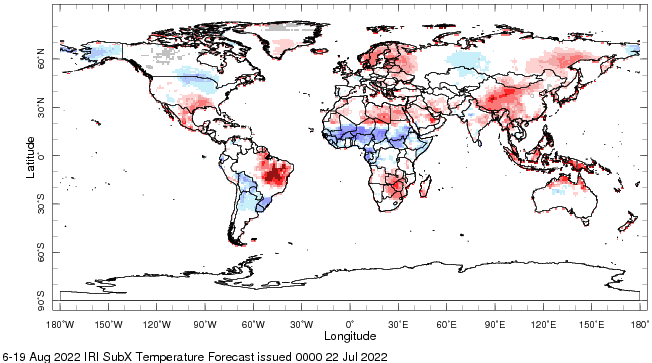 60°N
30°N
0°
30°S
60°S
90°S
Latitude
180°W 150°W 120°W 90°W 60°W 30°W 0° 30°E 60°E 90°E 120°E 150°E 180°E
Longitude
6-19 Aug 2022 IRI SubX Temperature Forecast issued 0000 22 Jul 2022